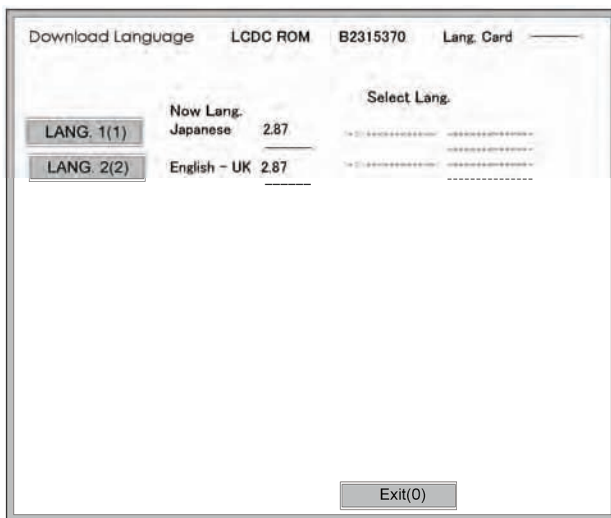 Download Language LCDC ROM B2315370 Lang. Card
Select Lang.
Now Lang.
LANG. 1(1) Japanese 2.87
LANG. 2(2) English - UK 2.87
Exit(0)